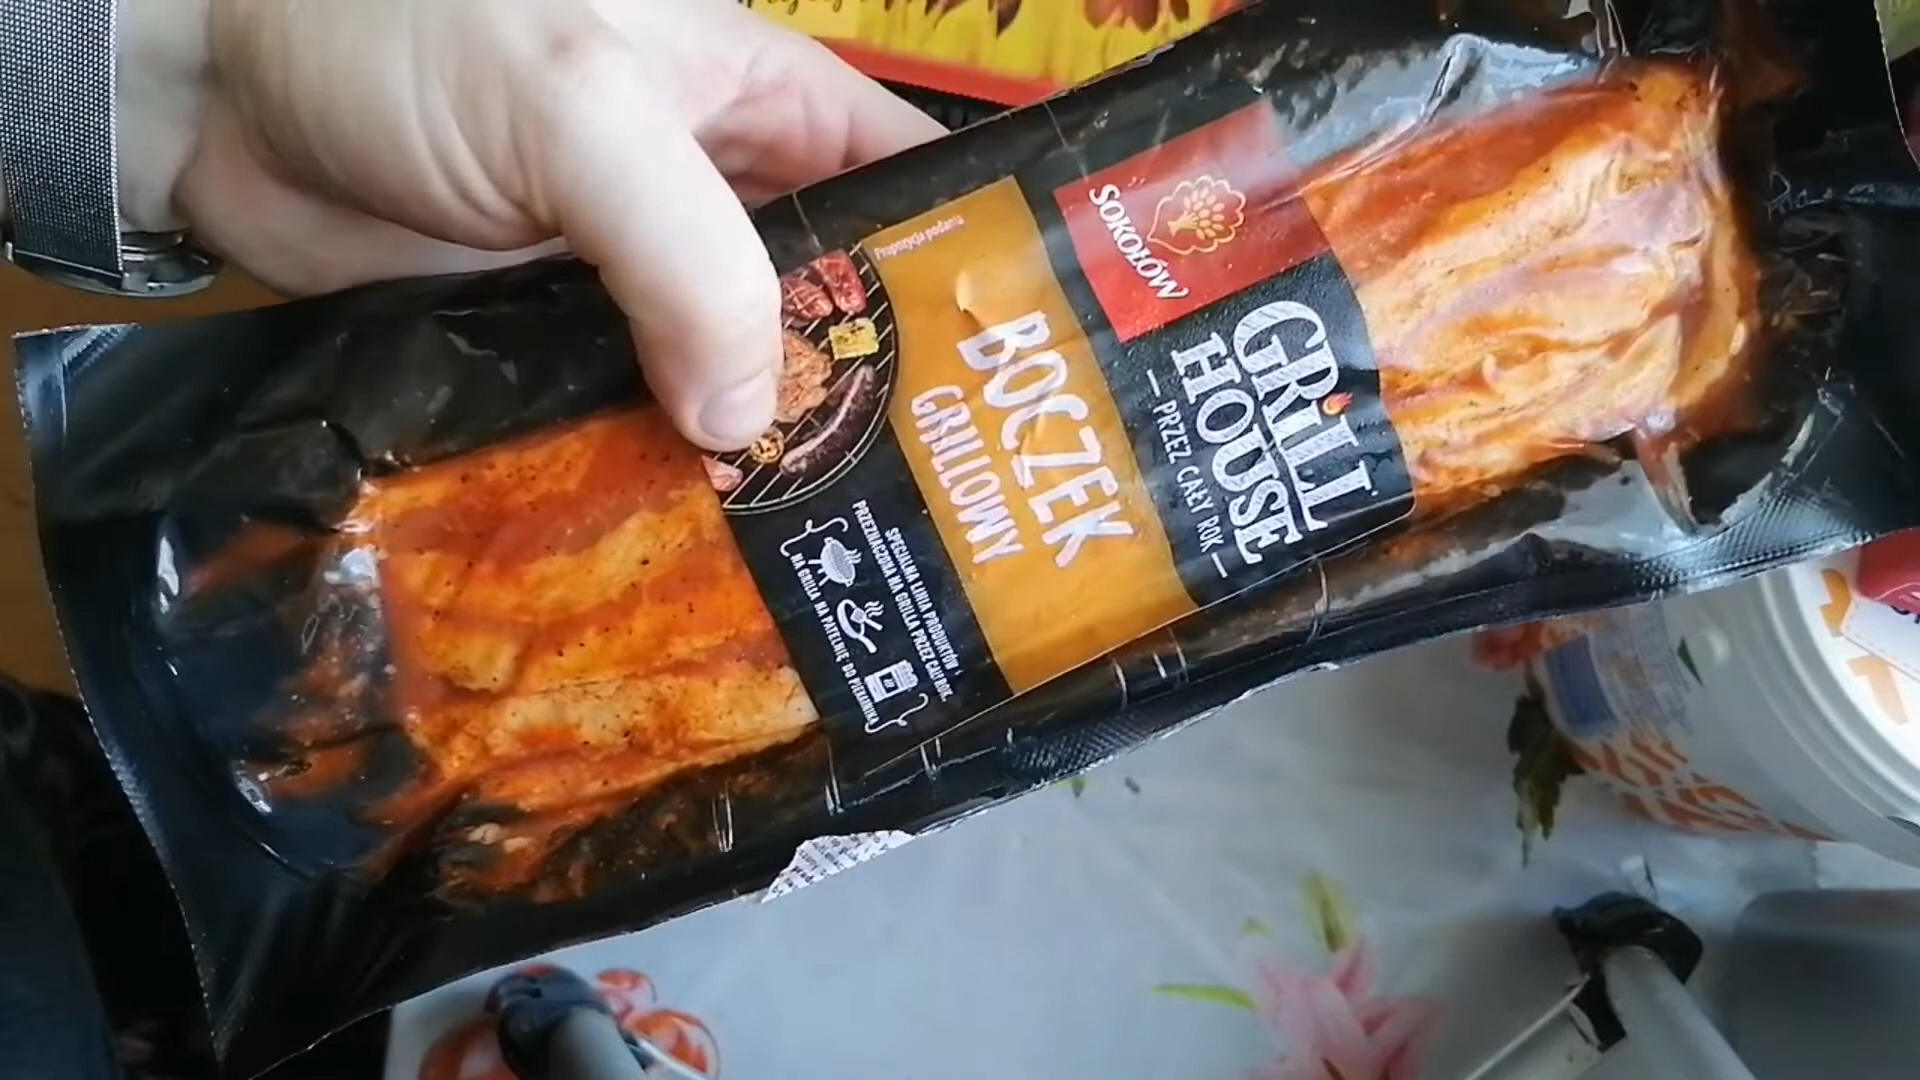 SOKOŁÓW
GRILL
HOUSE
— PRZEZ CAŁY ROK —
Propozycja podania
BOCZEK
GRILLOWY
SPECJALNA LINIA PRODUKTÓW
PRZEZNACZONA NA GRILLA PRZEZ CAŁY ROK.
NA GRILLA NA PATELNIĘ DO PIEKARNIKA